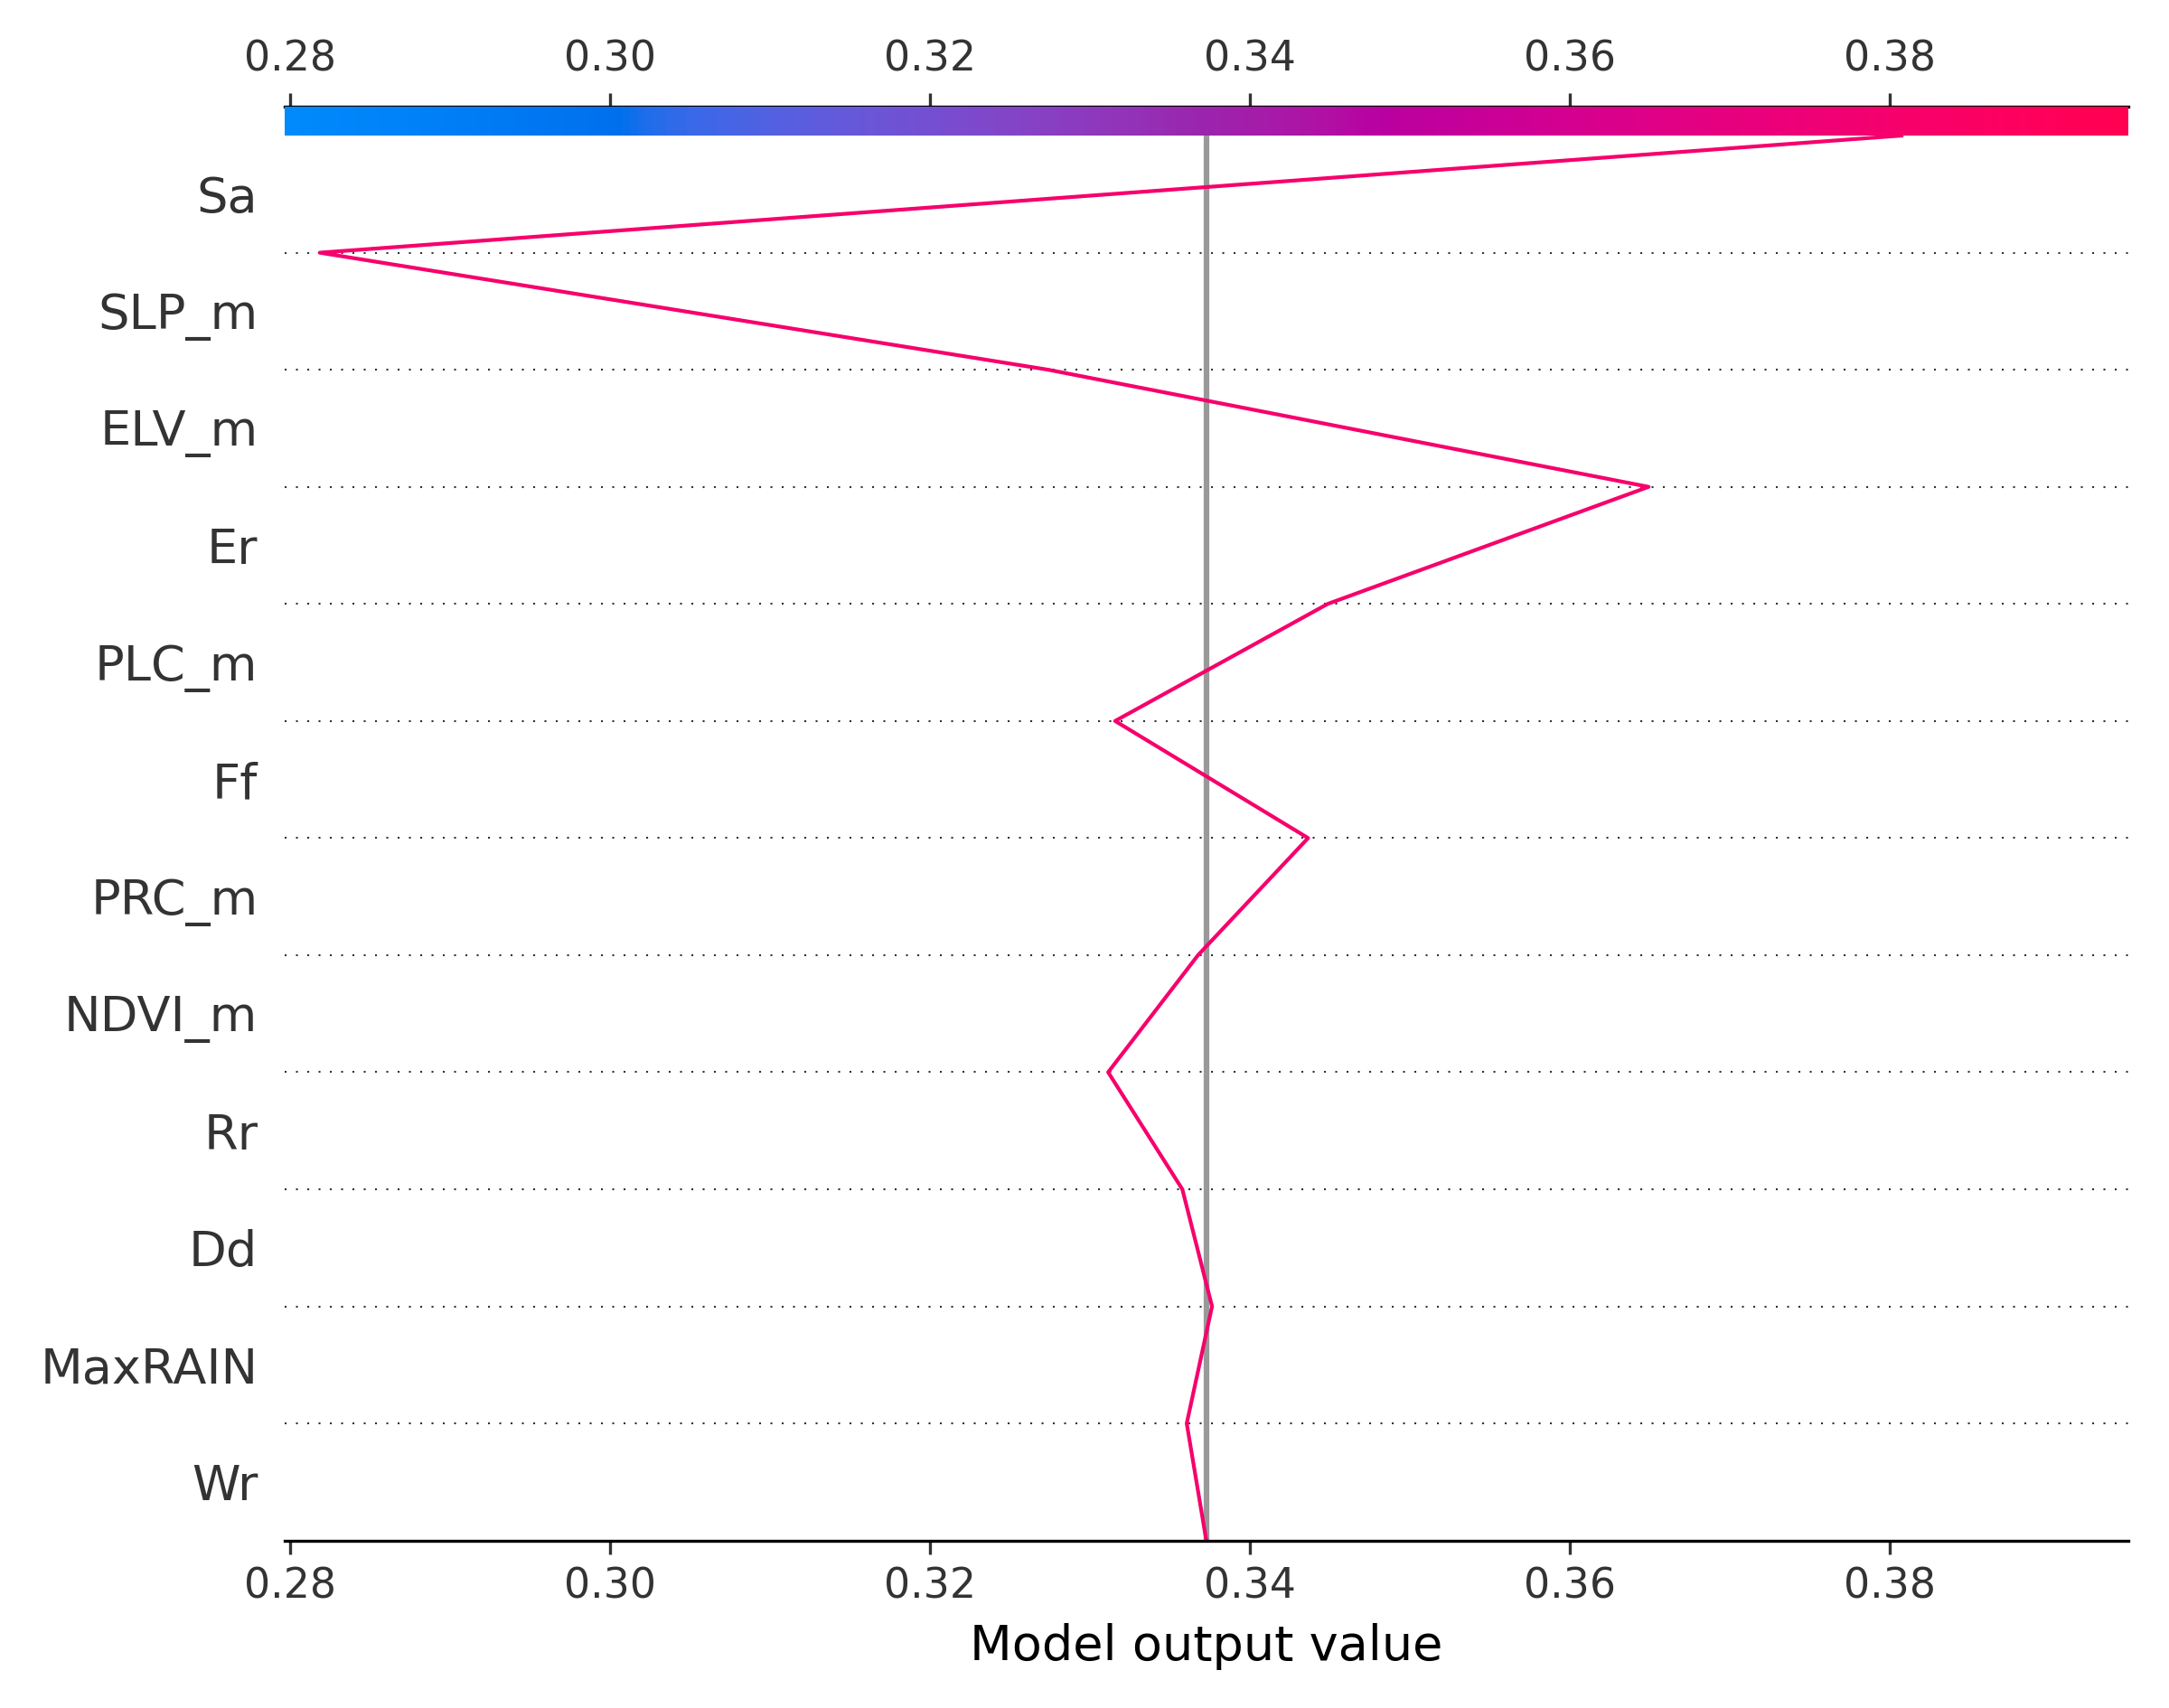 0.28 0.30 0.32 0.34 0.36 0.38
Sa
SLP_m
ELV_m
Er
PLC_m
Ff
PRC_m
NDVI_m
Rr
Dd
MaxRAIN
Wr
0.28 0.30 0.32 0.34 0.36 0.38
Model output value